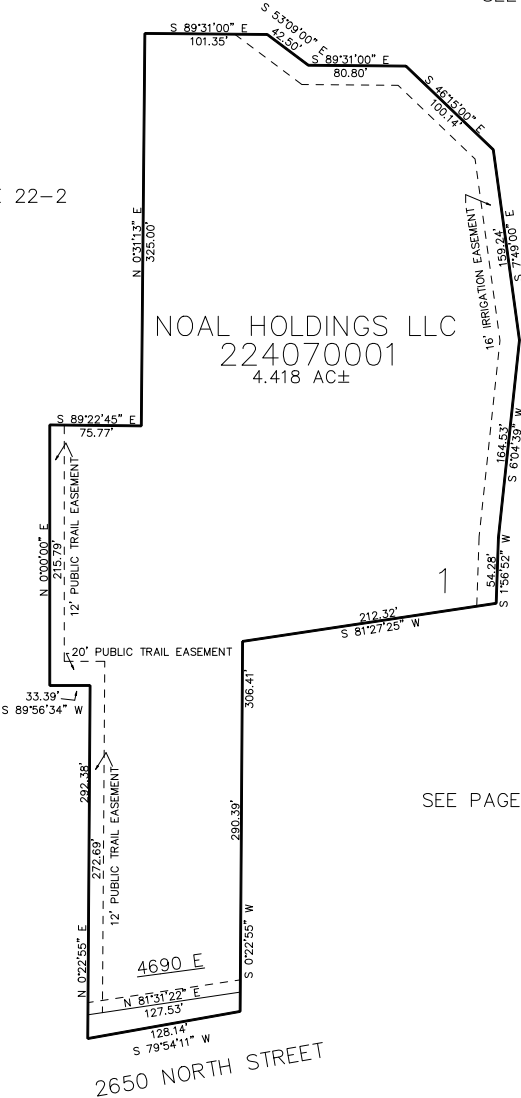 S 89°31'00" E
101.35'
S 53°09'00" E
42.50'
S 89°31'00" E
80.80'
S 46°15'00" E
100.14'
22-2
N 0°31'13" E
325.00'
16' IRRIGATION EASEMENT
159.24'
S 7°49'00" E
NOAL HOLDINGS LLC
224070001
4.418 AC±
S 89°22'45" E
75.77'
164.53'
S 6°04'39" W
N 0°00'00" E
215.79'
12' PUBLIC TRAIL EASEMENT
54.28'
S 1°56'52" W
1
212.32'
S 81°27'25" W
20' PUBLIC TRAIL EASEMENT
33.39'
S 89°56'34" W
306.41'
292.38'
272.69'
12' PUBLIC TRAIL EASEMENT
290.39'
SEE PAGE
N 0°22'55" E
S 0°22'55" W
4690 E
N 81°31'22" E
127.53'
128.14'
S 79°54'11" W
2650 NORTH STREET